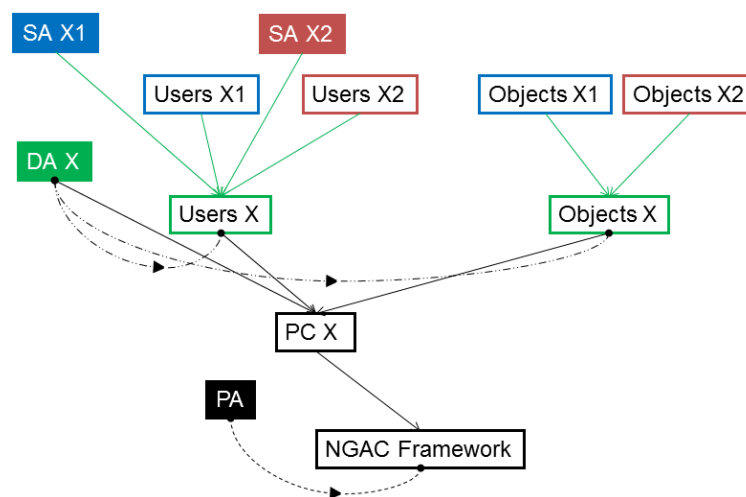 SA X1
SA X2
Users X1
Users X2
Objects X1
Objects X2
DA X
Users X
Objects X
PC X
PA
NGAC Framework